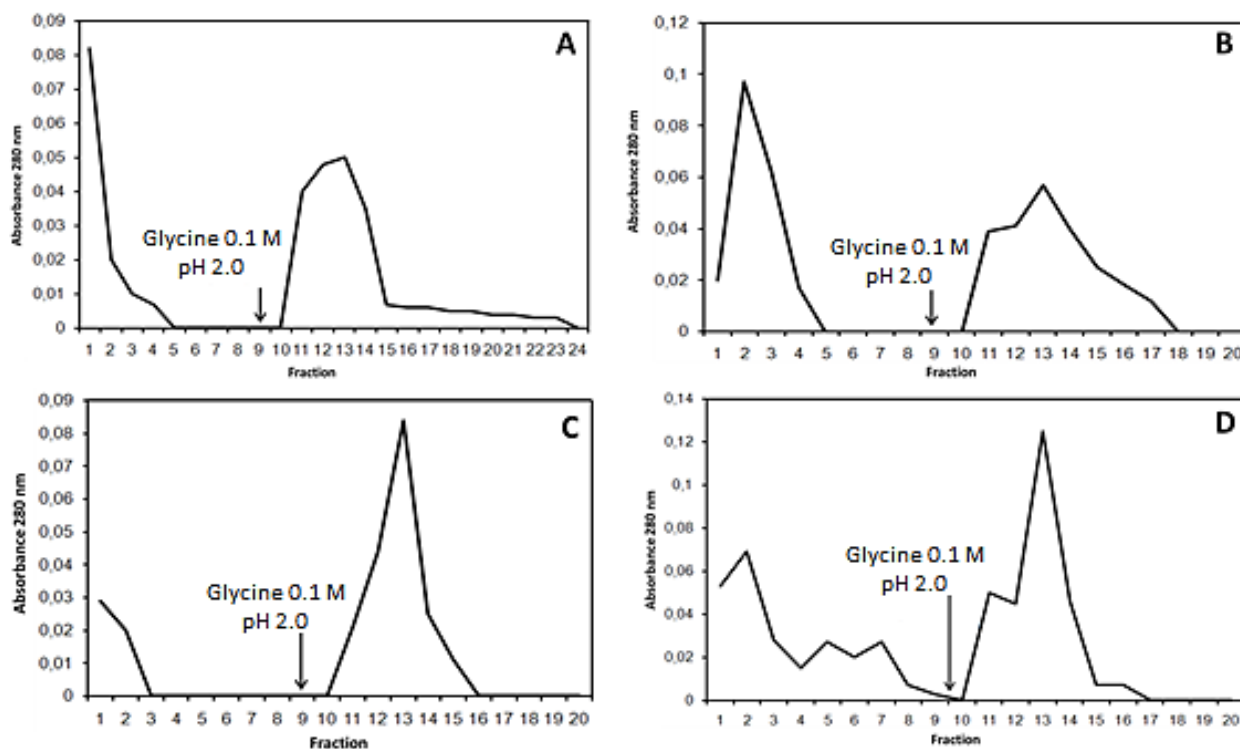 A
Absorbance 280 nm
0,09
0,08
0,07
0,06
0,05
0,04
0,03
0,02
0,01
0
Glycine 0.1 M
pH 2.0
1 2 3 4 5 6 7 8 9 10 11 12 13 14 15 16 17 18 19 20 21 22 23 24
Fraction
B
Absorbance 280 nm
0,12
0,1
0,08
0,06
0,04
0,02
0
Glycine 0.1 M
pH 2.0
1 2 3 4 5 6 7 8 9 10 11 12 13 14 15 16 17 18 19 20
Fraction
C
Absorbance 280 nm
0,09
0,08
0,07
0,06
0,05
0,04
0,03
0,02
0,01
0
Glycine 0.1 M
pH 2.0
1 2 3 4 5 6 7 8 9 10 11 12 13 14 15 16 17 18 19 20
Fraction
D
Absorbance 280 nm
0,14
0,12
0,1
0,08
0,06
0,04
0,02
0
Glycine 0.1 M
pH 2.0
1 2 3 4 5 6 7 8 9 10 11 12 13 14 15 16 17 18 19 20
Fraction